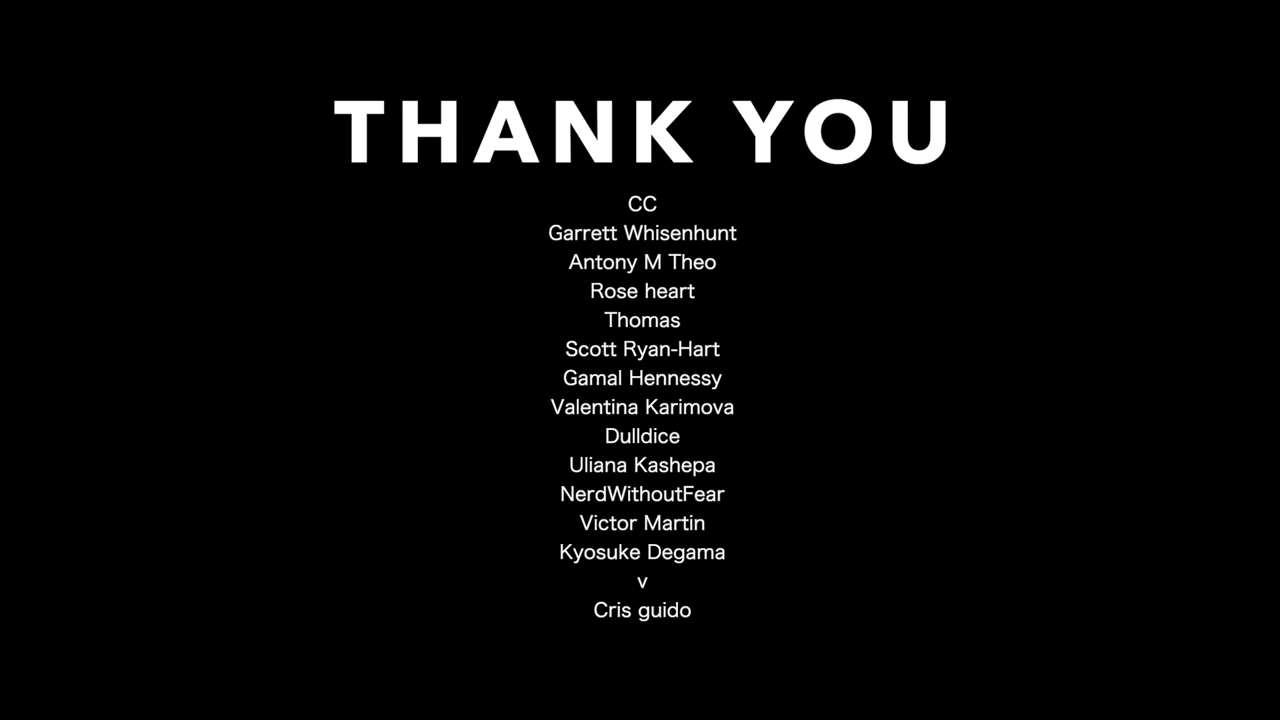 THANK YOU
CC
Garrett Whisenhunt
Antony M Theo
Rose heart
Thomas
Scott Ryan-Hart
Gamal Hennessy
Valentina Karimova
Dulldice
Uliana Kashepa
NerdWithoutFear
Victor Martin
Kyosuke Degama
v
Cris guido